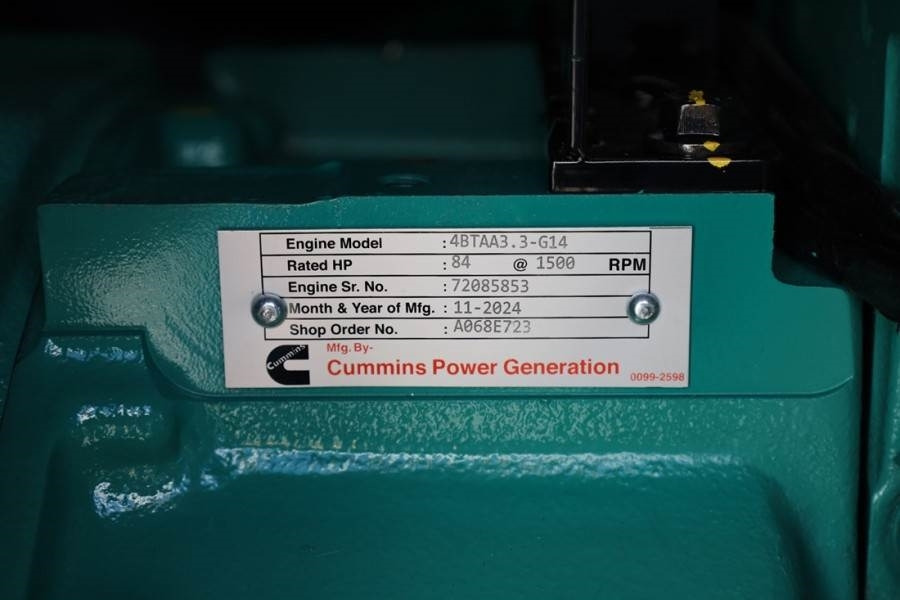 Engine Model : 4BTAA3.3-G14
Rated HP : 84 @ 1500 RPM
Engine Sr. No. : 72085853
Month & Year of Mfg. : 11-2024
Shop Order No. : A068E723
Cummins
Mfg. By-
Cummins Power Generation
0099-2598